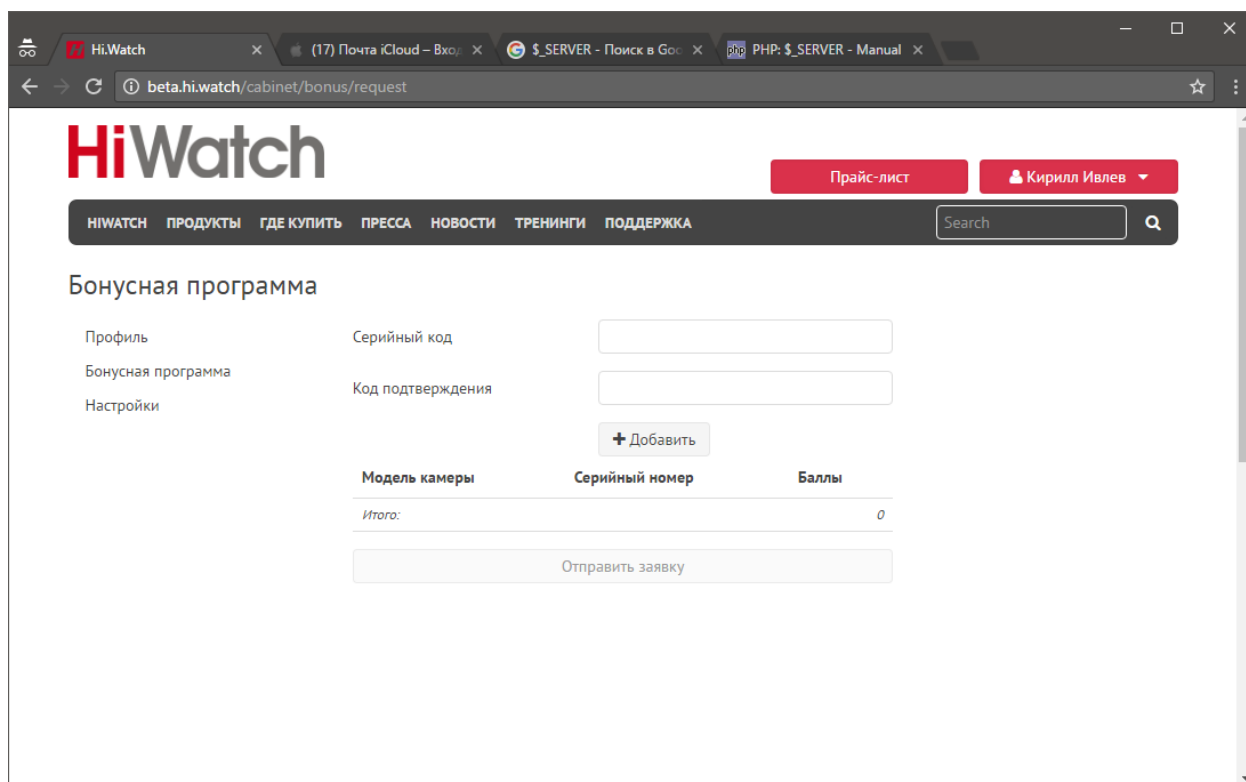 Hi.Watch
(17) Почта iCloud – Вхо
$_SERVER - Поиск в Goo
php PHP: $_SERVER - Manual
beta.hi.watch/cabinet/bonus/request
HiWatch
Прайс-лист
Кирилл Ивлев
HIWATCH ПРОДУКТЫ ГДЕ КУПИТЬ ПРЕССА НОВОСТИ ТРЕНИНГИ ПОДДЕРЖКА Search
Бонусная программа
Профиль
Бонусная программа
Настройки
Серийный код
Код подтверждения
+ Добавить
Модель камеры Серийный номер Баллы
Итого: 0
Отправить заявку